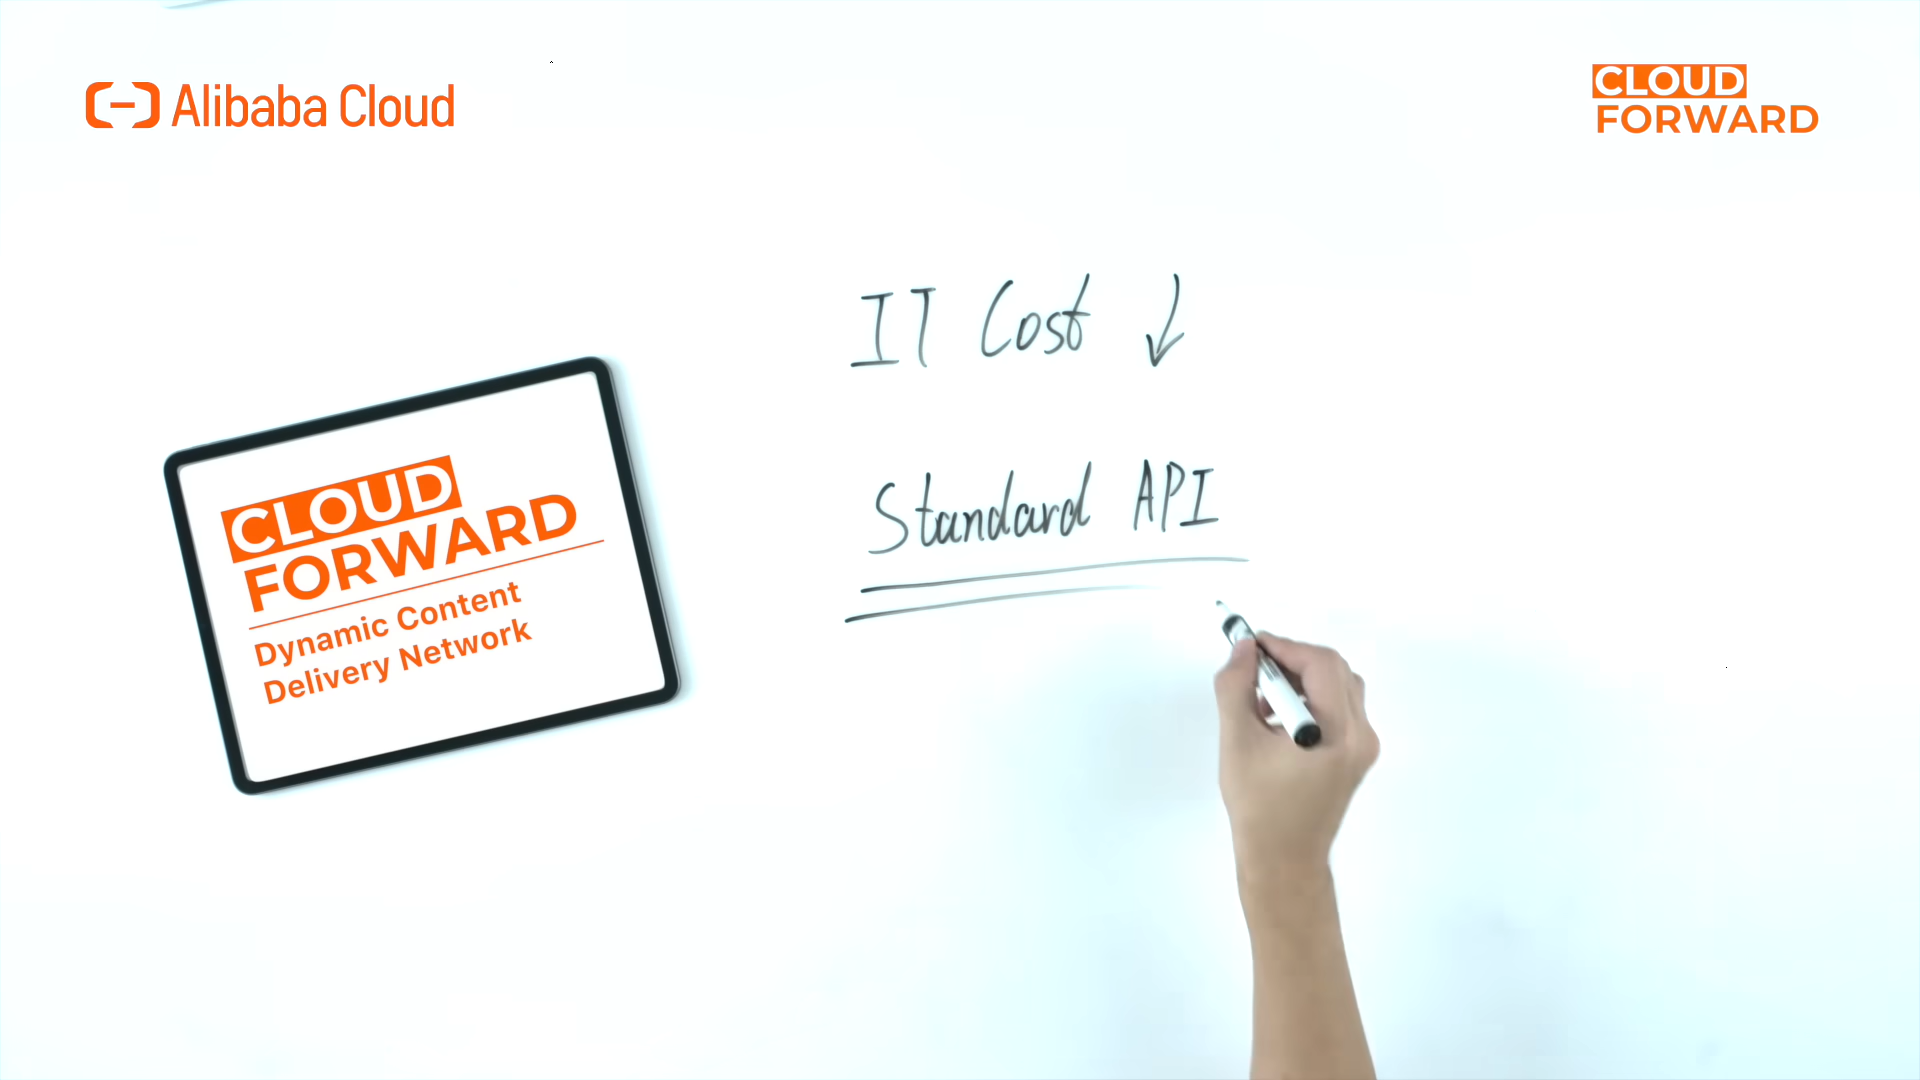 Alibaba Cloud
CLOUD
FORWARD
IT Cost ↓
Standard API
CLOUD
FORWARD
Dynamic Content
Delivery Network